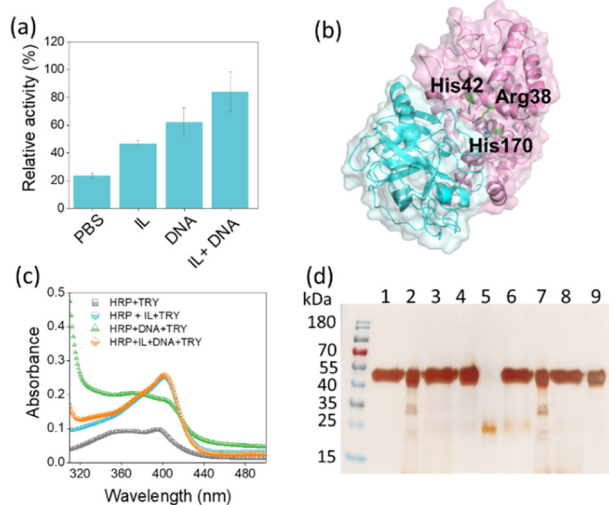 (a)
Relative activity (%)
120
100
80
60
40
20
0
PBS
IL
DNA
IL+ DNA
(b)
His42
Arg38
His170
(c)
Absorbance
0.5
0.4
0.3
0.2
0.1
0.0
HRP+TRY
HRP + IL+TRY
HRP+DNA+TRY
HRP+IL+DNA+TRY
320 360 400 440 480
Wavelength (nm)
(d)
kDa 1 2 3 4 5 6 7 8 9
180
70
55
40
35
25
15